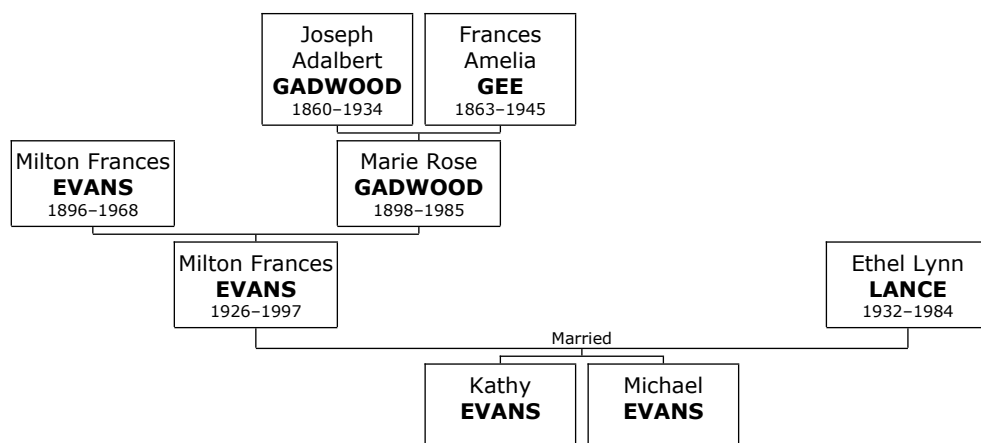 Joseph
Adalbert
GADWOOD
1860–1934
Frances
Amelia
GEE
1863–1945
Milton Frances
EVANS
1896–1968
Marie Rose
GADWOOD
1898–1985
Milton Frances
EVANS
1926–1997
Ethel Lynn
LANCE
1932–1984
Married
Kathy
EVANS
Michael
EVANS